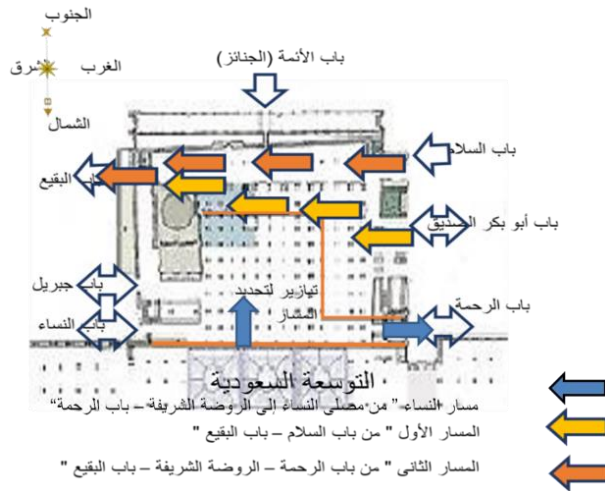 الجنوب
باب الأئمة (الجنائز)
الشرق
الغرب
الشمال
باب السلام
باب البقيع
باب أبو بكر الصديق
باب جبريل
تيازير لتحديد
المسار
باب الرحمة
باب النساء
التوسعة السعودية
مسار النساء " من مصلى النساء إلى الروضة الشريفة – باب الرحمة"
المسار الأول " من باب السلام – باب البقيع "
المسار الثانى " من باب الرحمة – الروضة الشريفة – باب البقيع "